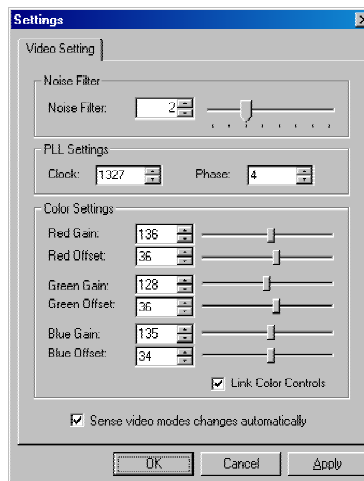 Settings
Video Setting
Noise Filter
Noise Filter: 2
PLL Settings
Clock: 1327 Phase: 4
Color Settings
Red Gain: 136
Red Offset: 36
Green Gain: 128
Green Offset: 36
Blue Gain: 135
Blue Offset: 34
Link Color Controls
Sense video modes changes automatically
OK Cancel Apply